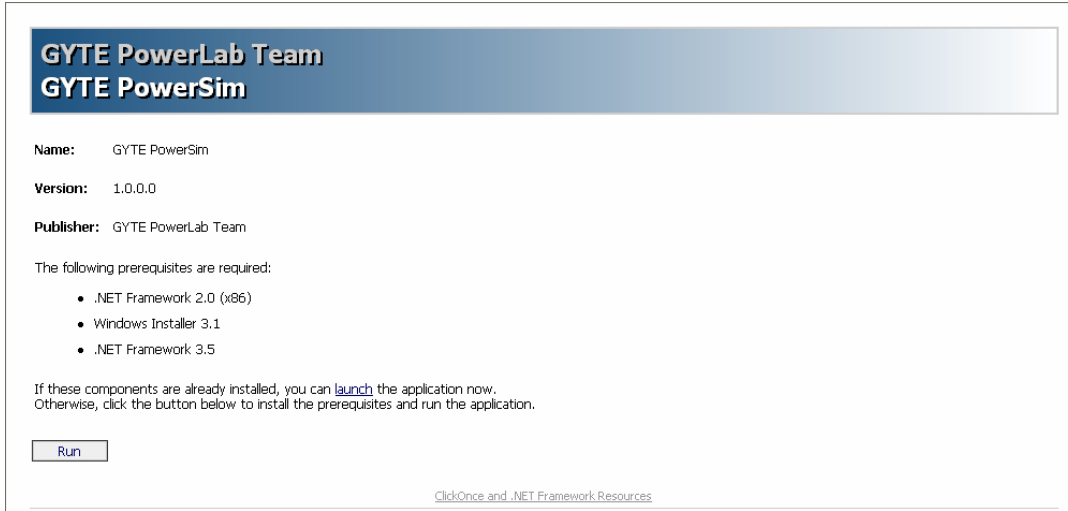 GYTE PowerLab Team
GYTE PowerSim
Name: GYTE PowerSim
Version: 1.0.0.0
Publisher: GYTE PowerLab Team
The following prerequisites are required:
• .NET Framework 2.0 (x86)
• Windows Installer 3.1
• .NET Framework 3.5
If these components are already installed, you can launch the application now.
Otherwise, click the button below to install the prerequisites and run the application.
Run
ClickOnce and .NET Framework Resources